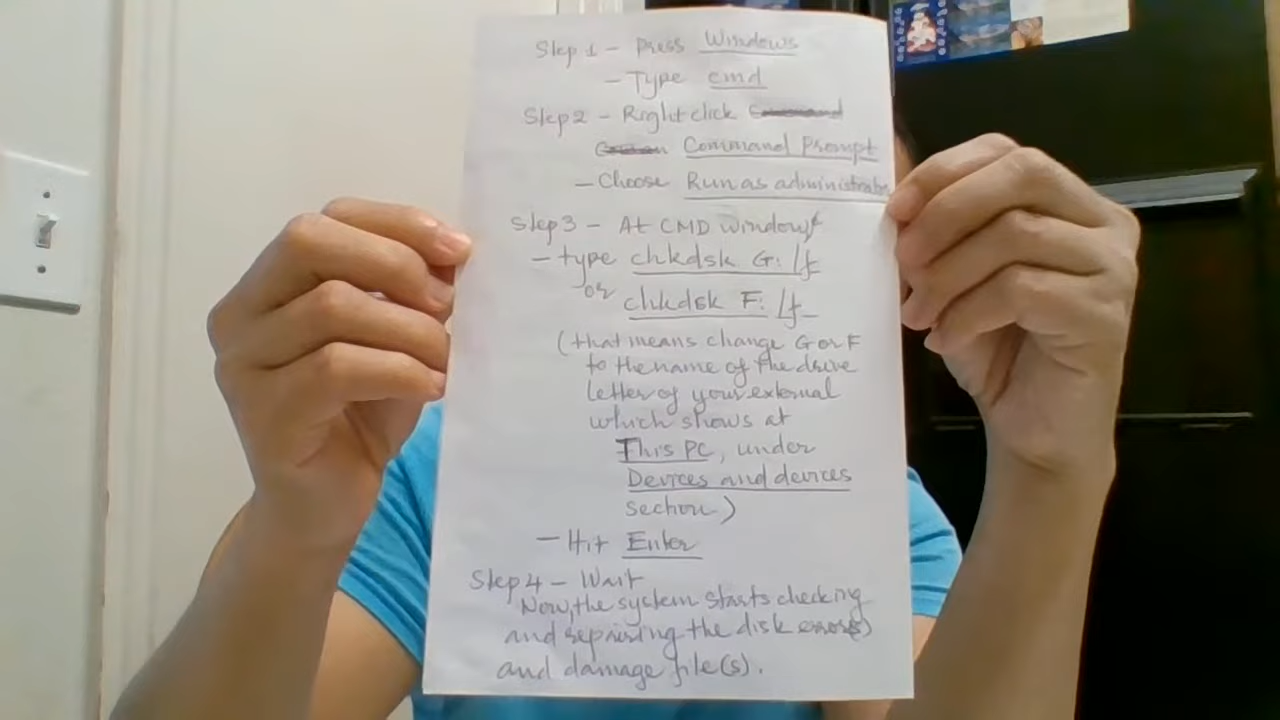 Step 1 - Press Windows
- Type cmd
Step 2 - Right click
Command Prompt
- Choose Run as administrator
Step 3 - At CMD window,
- type chkdsk G: /f
or
chkdsk F: /f
(that means change G or F
to the name of the drive
letter of your external
which shows at
This PC, under
Devices and devices
section)
- Hit Enter
Step 4 - Wait
Now, the system starts checking
and repairing the disk error(s)
and damage file(s).